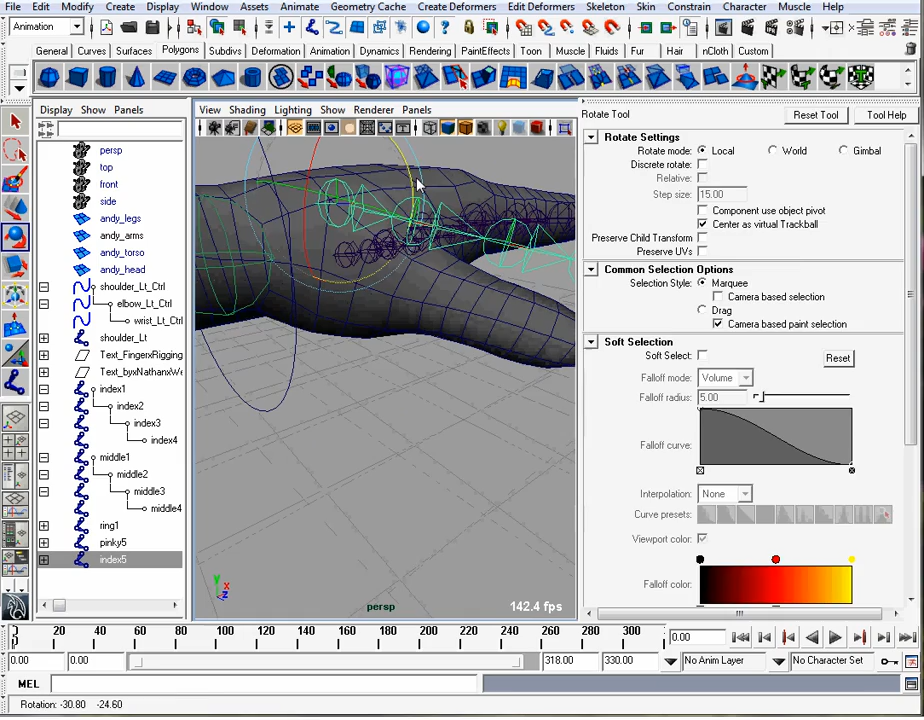 File Edit Modify Create Display Window Assets Animate Geometry Cache Create Deformers Edit Deformers Skeleton Skin Constrain Character Muscle Help
Animation
General Curves Surfaces Polygons Subdivs Deformation Animation Dynamics Rendering PaintEffects Toon Muscle Fluids Fur Hair nCloth Custom
Display Show Panels
View Shading Lighting Show Renderer Panels
Rotate Tool
Reset Tool
Tool Help
persp
top
front
side
andy_legs
andy_arms
andy_torso
andy_head
shoulder_Lt_Ctrl
elbow_Lt_Ctrl
wrist_Lt_Ctrl
shoulder_Lt
Text_FingerxRigging
Text_byxNathanxWe
index1
index2
index3
index4
middle1
middle2
middle3
middle4
ring1
pinky5
index5
y
x
z
persp
142.4 fps
Rotate Settings
Rotate mode: Local World Gimbal
Discrete rotate:
Relative:
Step size: 15.00
Component use object pivot
Center as virtual Trackball
Preserve Child Transform
Preserve UVs
Common Selection Options
Selection Style: Marquee
Camera based selection
Drag
Camera based paint selection
Soft Selection
Soft Select:
Reset
Falloff mode: Volume
Falloff radius: 5.00
Falloff curve:
Interpolation: None
Curve presets:
Viewport color:
Falloff color:
20 40 60 80 100 120 140 160 180 200 220 240 260 280 300
0.00
0.00 0.00 318.00 330.00 No Anim Layer No Character Set
MEL
Rotation: -30.80 -24.60